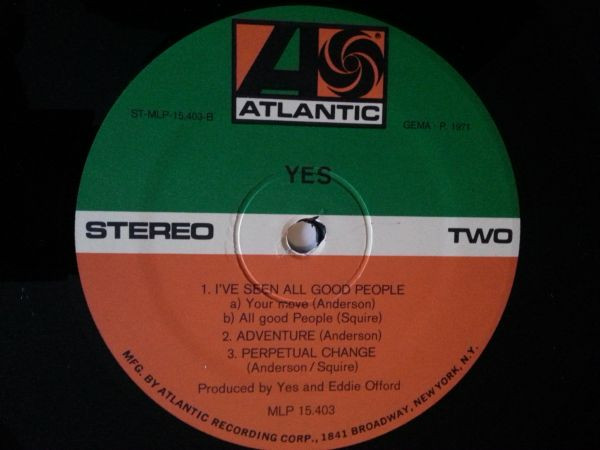 ATLANTIC
ST-MLP-15.403-B
GEMA · P. 1971
YES
STEREO
TWO
1. I'VE SEEN ALL GOOD PEOPLE
a) Your move (Anderson)
b) All good People (Squire)
2. ADVENTURE (Anderson)
3. PERPETUAL CHANGE
(Anderson/Squire)
Produced by Yes and Eddie Offord
MLP 15.403
MFG. BY ATLANTIC RECORDING CORP., 1841 BROADWAY, NEW YORK, N.Y.